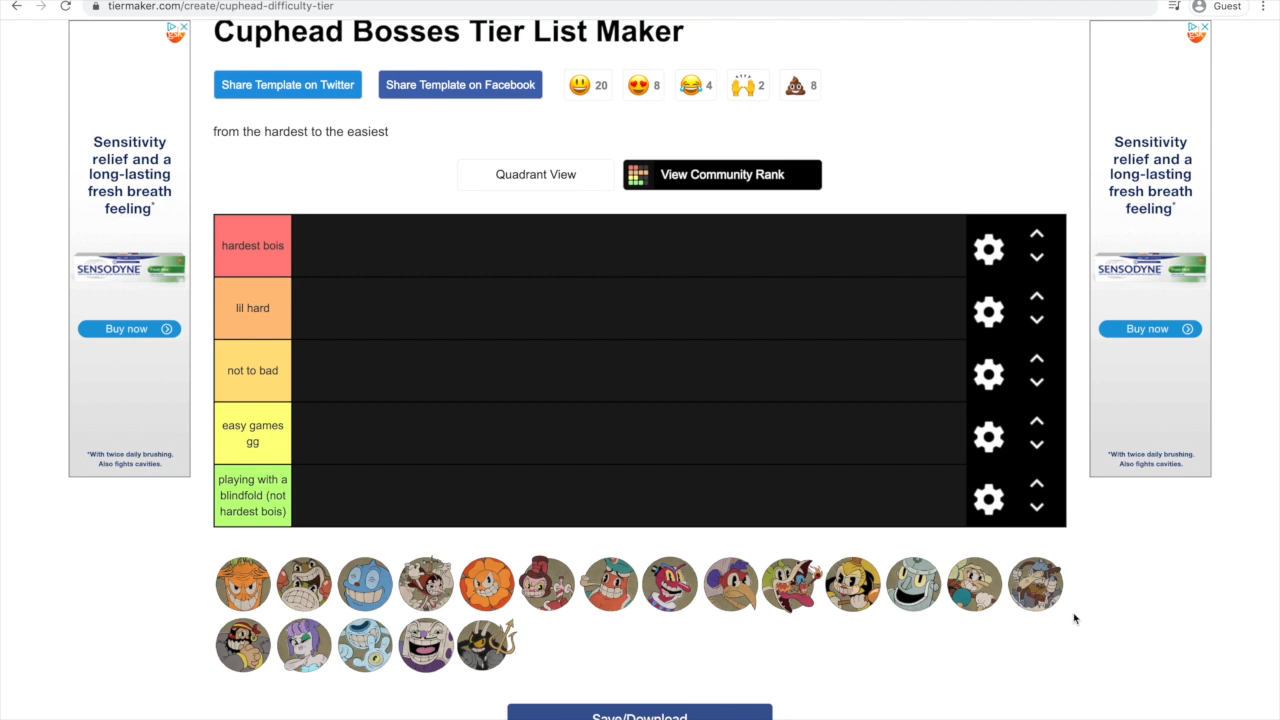 tiermaker.com/create/cuphead-difficulty-tier
Guest
Cuphead Bosses Tier List Maker
Share Template on Twitter
Share Template on Facebook
20
8
4
2
8
from the hardest to the easiest
Quadrant View
View Community Rank
hardest bois
lil hard
not to bad
easy games
gg
playing with a
blindfold (not
hardest bois)
Save/Download
gsk
Sensitivity
relief and a
long-lasting
fresh breath
feeling*
SENSODYNE
Buy now
*With twice daily brushing.
Also fights cavities.
gsk
Sensitivity
relief and a
long-lasting
fresh breath
feeling*
SENSODYNE
Buy now
*With twice daily brushing.
Also fights cavities.